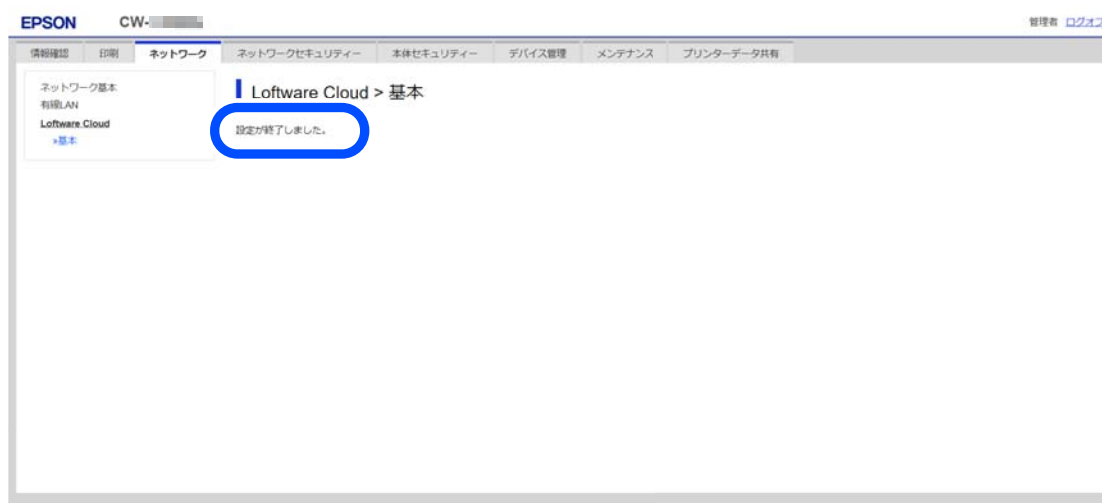 EPSON CW-
管理者 ログオフ
情報確認 印刷 ネットワーク ネットワークセキュリティー 本体セキュリティー デバイス管理 メンテナンス プリンターデータ共有
ネットワーク基本
有線LAN
Loftware Cloud
»基本
Loftware Cloud > 基本
設定が終了しました。